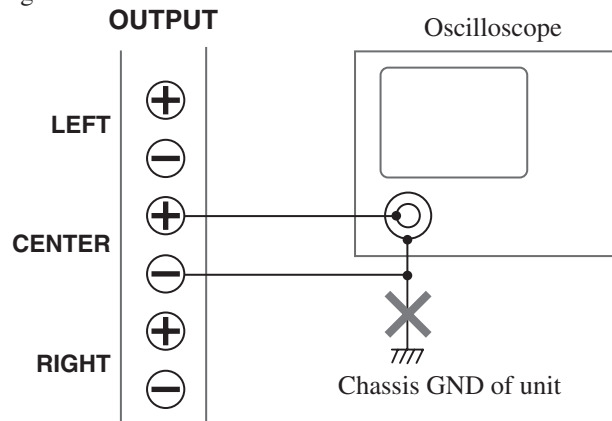 OUTPUT
Oscilloscope
LEFT
CENTER
RIGHT
Chassis GND of unit